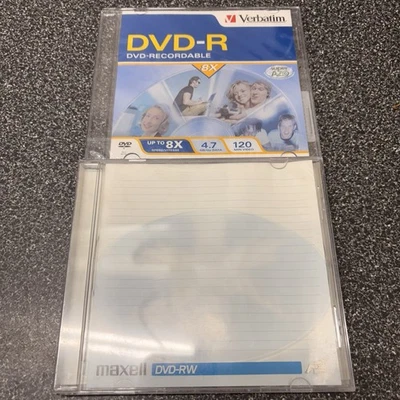 Verbatim
DVD-R
DVD-RECORDABLE
8X
DVD
UP TO 8X
4.7
120
maxell
DVD-RW